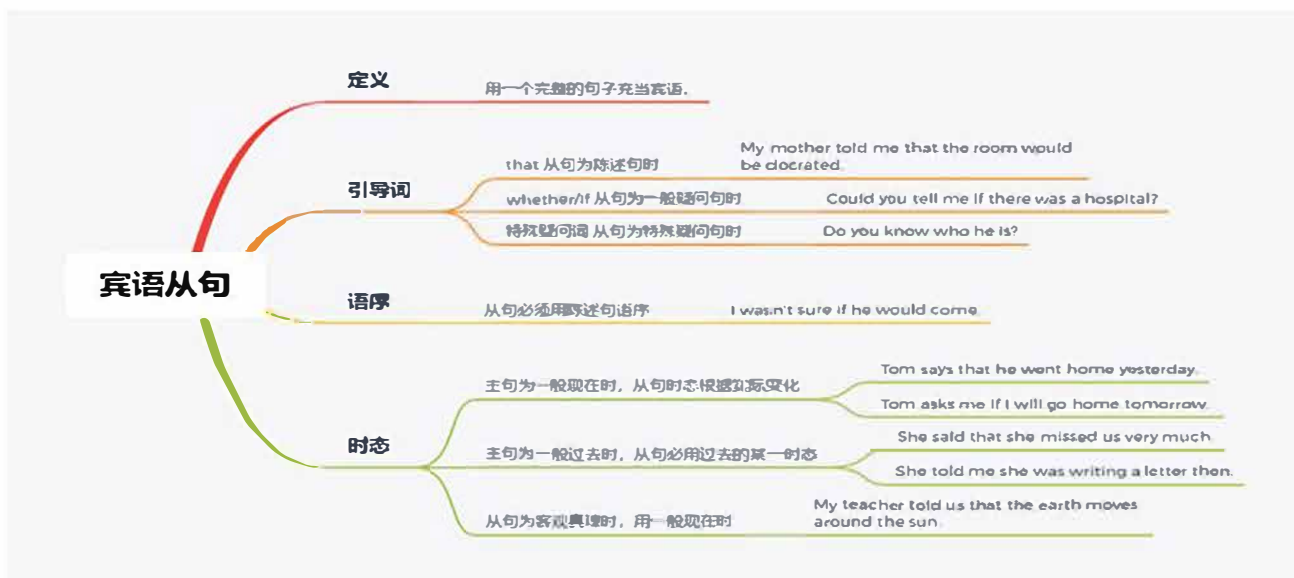 定义
用一个完整的句子充当宾语.
引导词
that 从句为陈述句时
My mother told me that the room would
be docrated.
whether/if 从句为一般疑问句时
Could you tell me if there was a hospital?
特殊疑问词 从句为特殊疑问句时
Do you know who he is?
宾语从句
语序
从句必须用陈述句语序
I wasn't sure if he would come.
时态
主句为一般现在时，从句时态根据实际变化
Tom says that he went home yesterday.
Tom asks me if I will go home tomorrow.
主句为一般过去时，从句必用过去的某一时态
She said that she missed us very much.
She told me she was writing a letter then.
从句为客观真理时，用一般现在时
My teacher told us that the earth moves
around the sun.